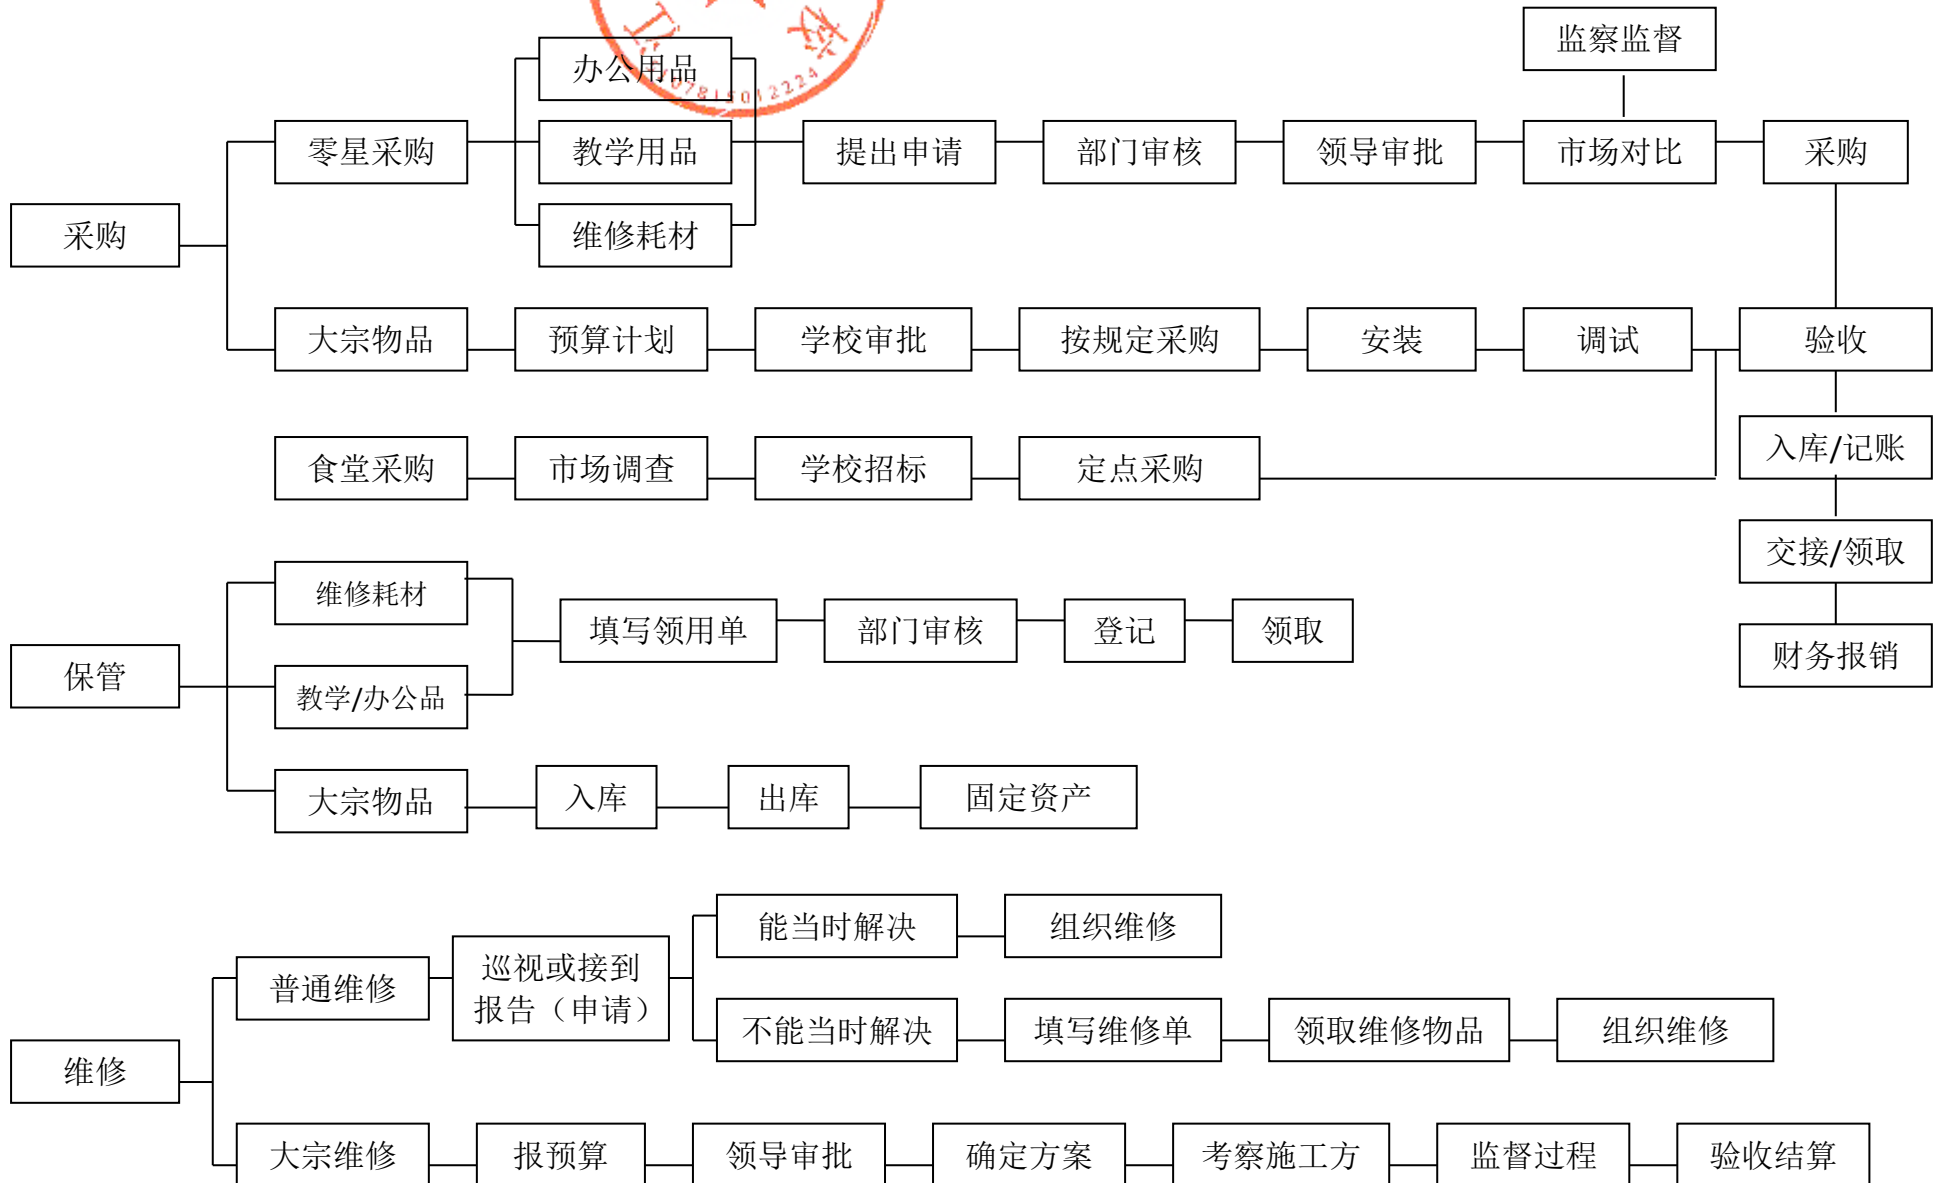 监察监督
办公用品
零星采购
教学用品
提出申请
部门审核
领导审批
市场对比
采购
维修耗材
采购
大宗物品
预算计划
学校审批
按规定采购
安装
调试
验收
食堂采购
市场调查
学校招标
定点采购
入库/记账
交接/领取
财务报销
保管
维修耗材
教学/办公品
填写领用单
部门审核
登记
领取
大宗物品
入库
出库
固定资产
维修
普通维修
巡视或接到
报告（申请）
能当时解决
组织维修
不能当时解决
填写维修单
领取维修物品
组织维修
大宗维修
报预算
领导审批
确定方案
考察施工方
监督过程
验收结算